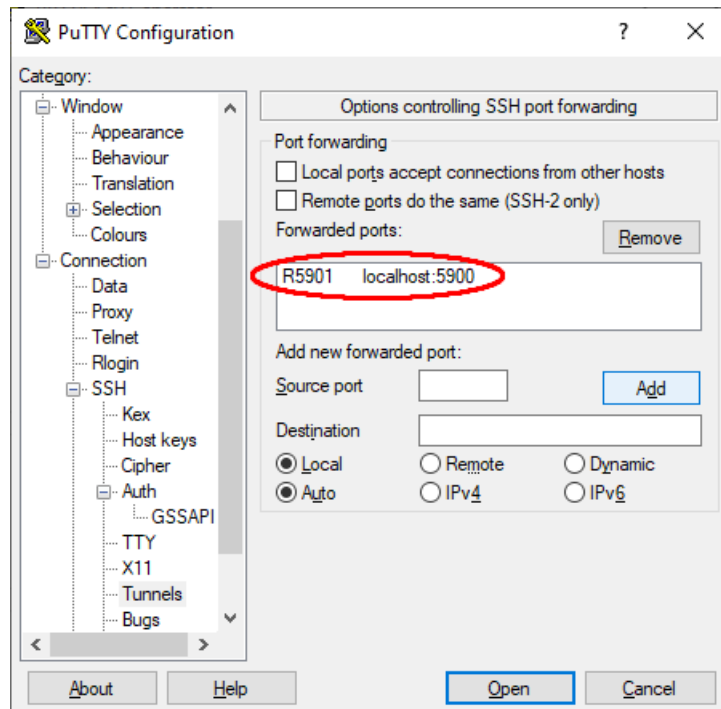 PuTTY Configuration
?
Category:
Window
Appearance
Behaviour
Translation
Selection
Colours
Connection
Data
Proxy
Telnet
Rlogin
SSH
Kex
Host keys
Cipher
Auth
GSSAPI
TTY
X11
Tunnels
Bugs
Options controlling SSH port forwarding
Port forwarding
Local ports accept connections from other hosts
Remote ports do the same (SSH-2 only)
Forwarded ports:
Remove
R5901 localhost:5900
Add new forwarded port:
Source port
Add
Destination
Local Remote Dynamic
Auto IPv4 IPv6
About Help Open Cancel